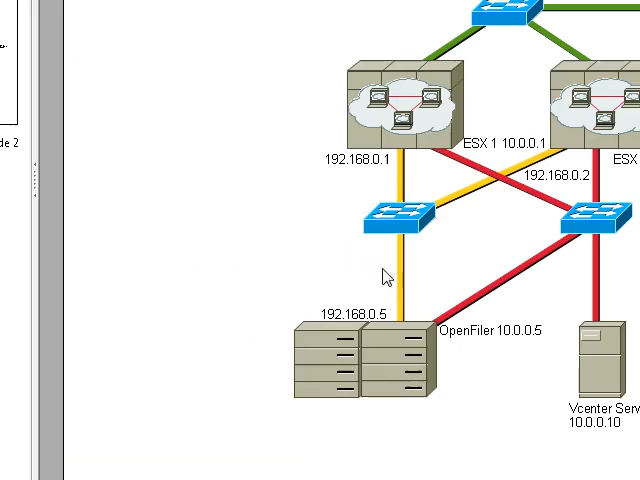 ESX 1 10.0.0.1
ESX
192.168.0.1
192.168.0.2
de 2
192.168.0.5
OpenFiler 10.0.0.5
Vcenter Serv
10.0.0.10